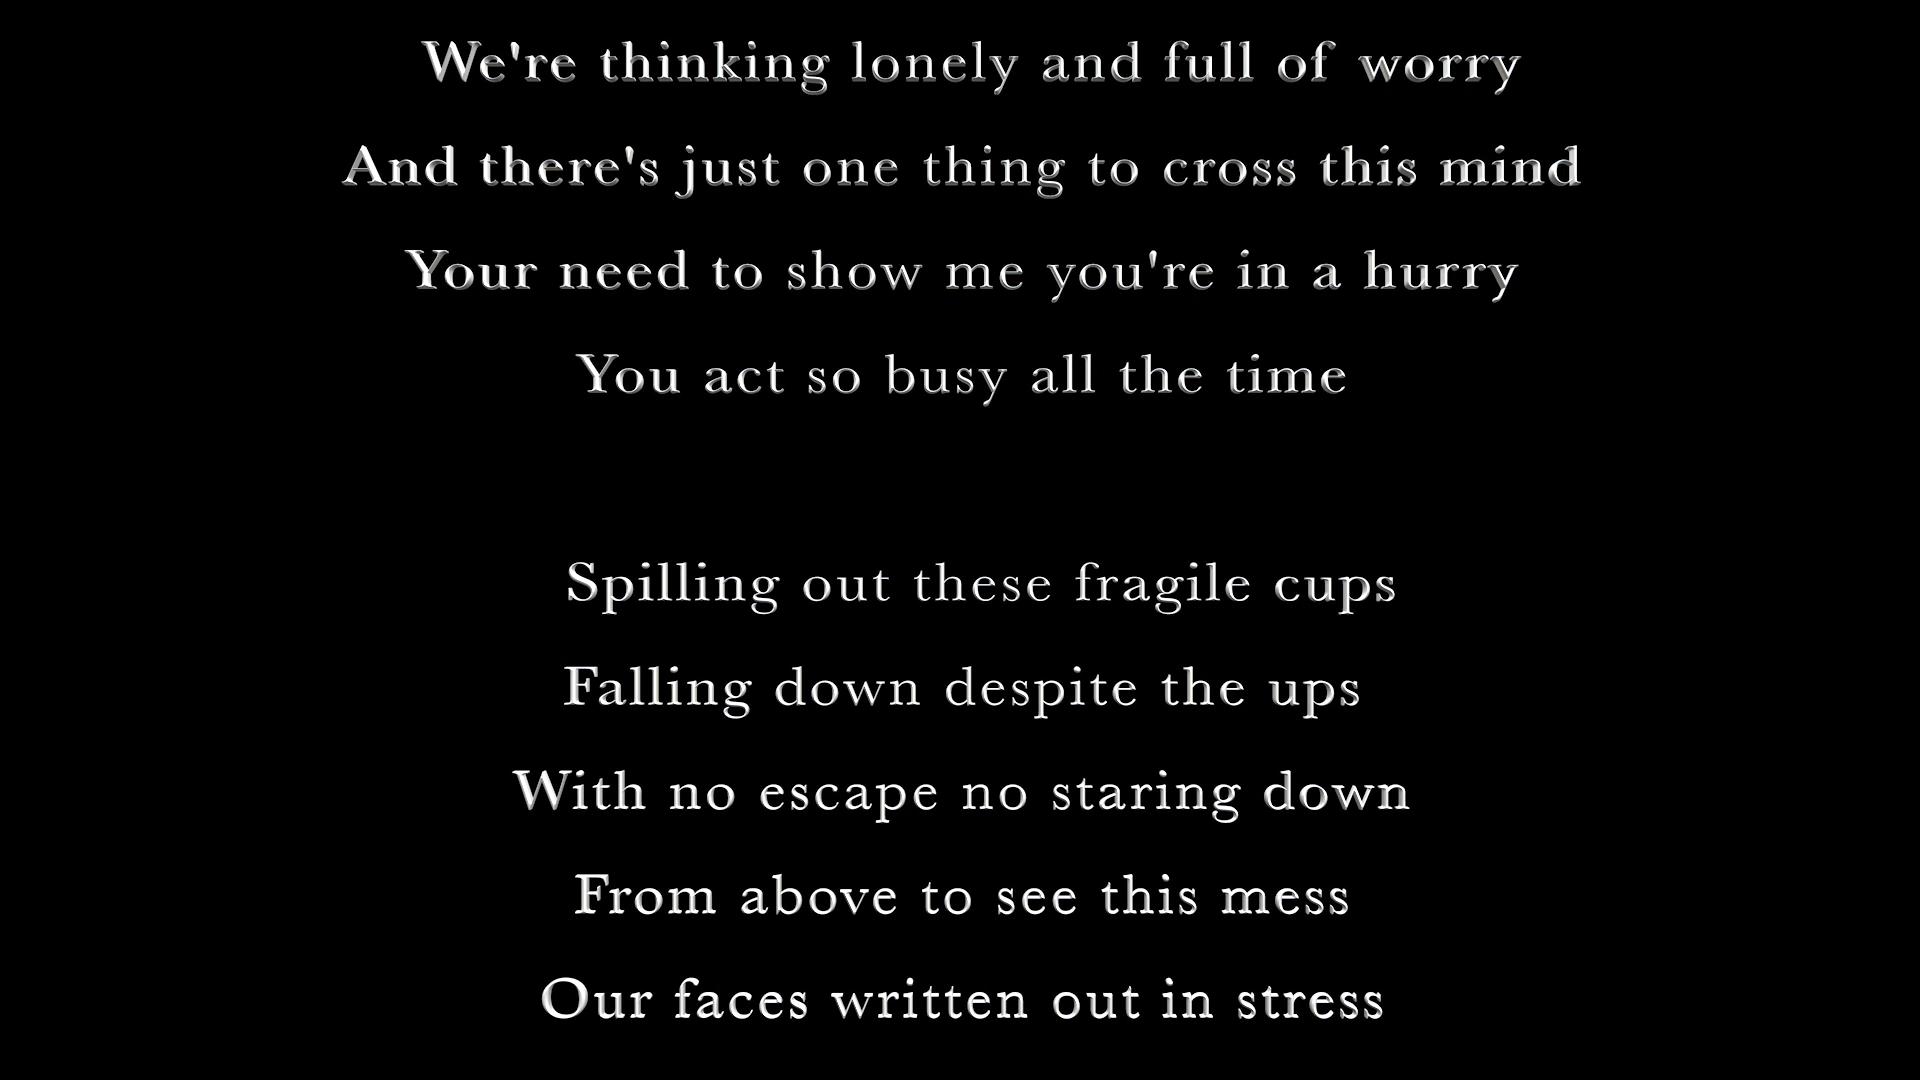 We're thinking lonely and full of worry
And there's just one thing to cross this mind
Your need to show me you're in a hurry
You act so busy all the time
Spilling out these fragile cups
Falling down despite the ups
With no escape no staring down
From above to see this mess
Our faces written out in stress